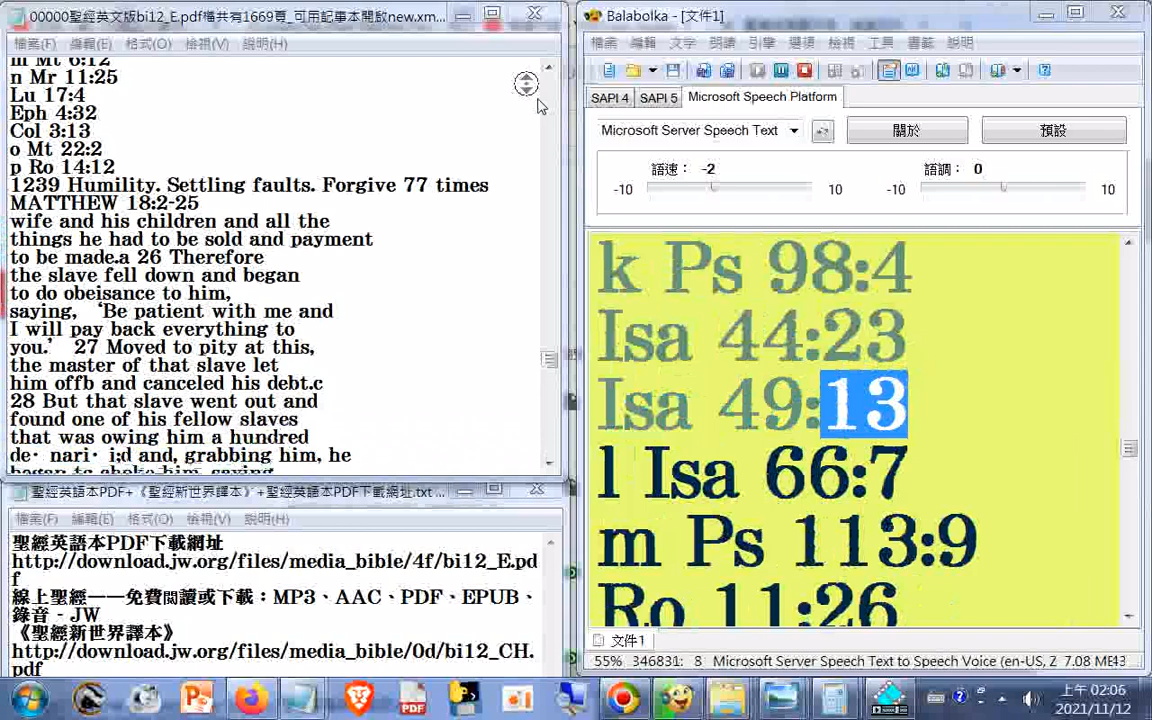 00000聖經英文版bi12_E.pdf檔共有1669頁_可用記事本開啟new.xm...
檔案(F) 編輯(E) 格式(O) 檢視(V) 說明(H)
m Mt 6:12
n Mr 11:25
Lu 17:4
Eph 4:32
Col 3:13
o Mt 22:2
p Ro 14:12
1239 Humility. Settling faults. Forgive 77 times
MATTHEW 18:2-25
wife and his children and all the
things he had to be sold and payment
to be made.a 26 Therefore
the slave fell down and began
to do obeisance to him,
saying, ‘Be patient with me and
I will pay back everything to
you.’ 27 Moved to pity at this,
the master of that slave let
him offb and canceled his debt.c
28 But that slave went out and
found one of his fellow slaves
that was owing him a hundred
de· nari· i;d and, grabbing him, he
began to choke him, saying
聖經英語本PDF+《聖經新世界譯本》+聖經英語本PDF下載網址.txt ...
檔案(F) 編輯(E) 格式(O) 檢視(V) 說明(H)
聖經英語本PDF下載網址
http://download.jw.org/files/media_bible/4f/bi12_E.pd
f
線上聖經──免費閱讀或下載：MP3、AAC、PDF、EPUB、
錄音 - JW
《聖經新世界譯本》
http://download.jw.org/files/media_bible/0d/bi12_CH.
pdf
Balabolka - [文件1]
檔案 編輯 文字 朗讀 引擎 選項 檢視 工具 書籤 說明
SAPI 4 SAPI 5 Microsoft Speech Platform
Microsoft Server Speech Text 關於 預設
語速： -2 語調： 0
-10 10 -10 10
k Ps 98:4
Isa 44:23
Isa 49:13
l Isa 66:7
m Ps 113:9
Ro 11:26
文件1
55% 346831: 8 Microsoft Server Speech Text to Speech Voice (en-US, Z 7.08 ME43
PDF
上午 02:06
2021/11/12